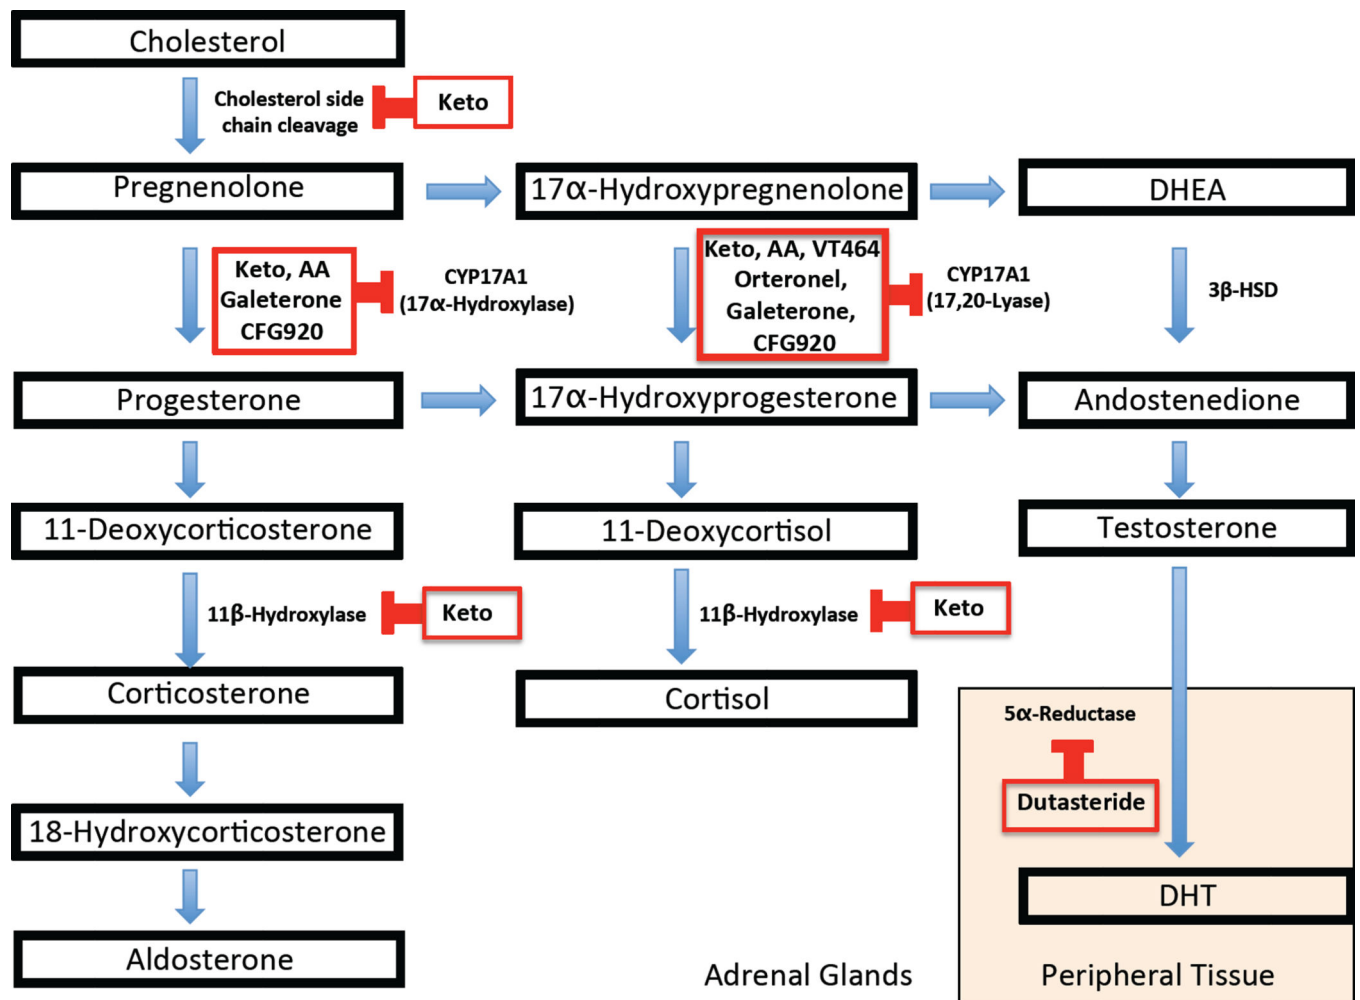 Cholesterol
Cholesterol side
chain cleavage
Keto
Pregnenolone
17α-Hydroxypregnenolone
DHEA
Keto, AA
Galeterone
CFG920
CYP17A1
(17α-Hydroxylase)
Keto, AA, VT464
Orteronel,
Galeterone,
CFG920
CYP17A1
(17,20-Lyase)
3β-HSD
Progesterone
17α-Hydroxyprogesterone
Andostenedione
11-Deoxycorticosterone
11-Deoxycortisol
Testosterone
11β-Hydroxylase
Keto
11β-Hydroxylase
Keto
Corticosterone
Cortisol
5α-Reductase
Dutasteride
18-Hydroxycorticosterone
DHT
Aldosterone
Adrenal Glands
Peripheral Tissue